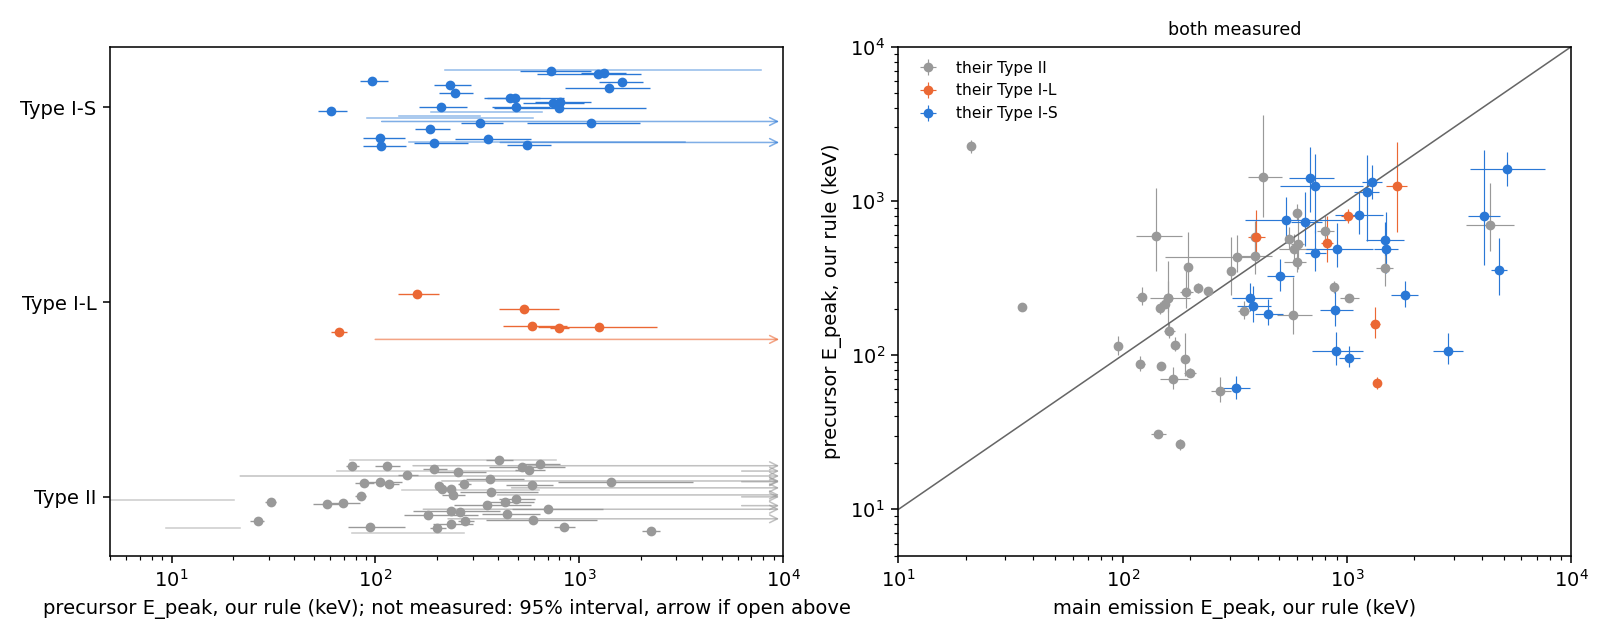 both measured
Type I-S
Type I-L
Type II
10¹
10²
10³
10⁴
precursor E_peak, our rule (keV); not measured: 95% interval, arrow if open above
their Type II
their Type I-L
their Type I-S
10⁴
10³
10²
10¹
precursor E_peak, our rule (keV)
10¹
10²
10³
10⁴
main emission E_peak, our rule (keV)